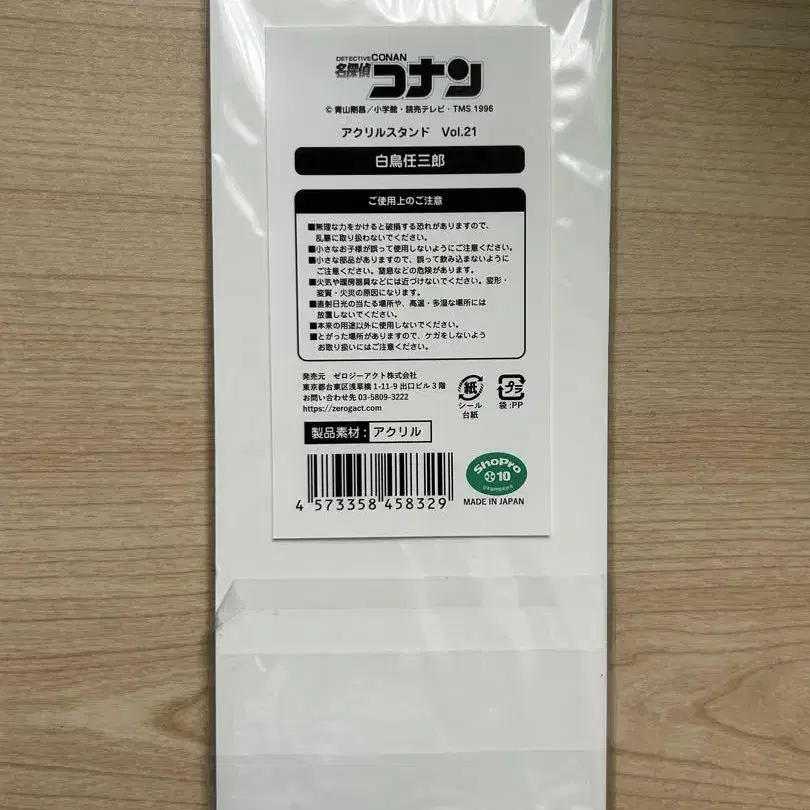 DETECTIVE CONAN
名探偵コナン
© 青山剛昌／小学館・読売テレビ・TMS 1996
アクリルスタンド Vol.21
白鳥任三郎
ご使用上のご注意
■無理な力をかけると破損する恐れがありますので、
乱暴に取り扱わないでください。
■小さなお子様が誤って使用しないようにご注意ください。
■小さな部品がありますので、誤って飲み込まないように
ご注意ください。窒息などの危険があります。
■火気や暖房器具などには近づけないでください。変形・
変質・火災の原因になります。
■直射日光の当たる場所や、高温・多湿な場所には
放置しないでください。
■本来の用途以外に使用しないでください。
■とがった場所がありますので、ケガをしないよう
お取り扱いにはご注意ください。
発売元 ゼロジーアクト株式会社
東京都台東区浅草橋 1-11-9 出口ビル 3 階
お問い合わせ先 03-5809-3222
https://zerogact.com
紙
シール
台紙
プラ
袋:PP
製品素材：アクリル
4 573358 458329
ShoPro
10
MADE IN JAPAN